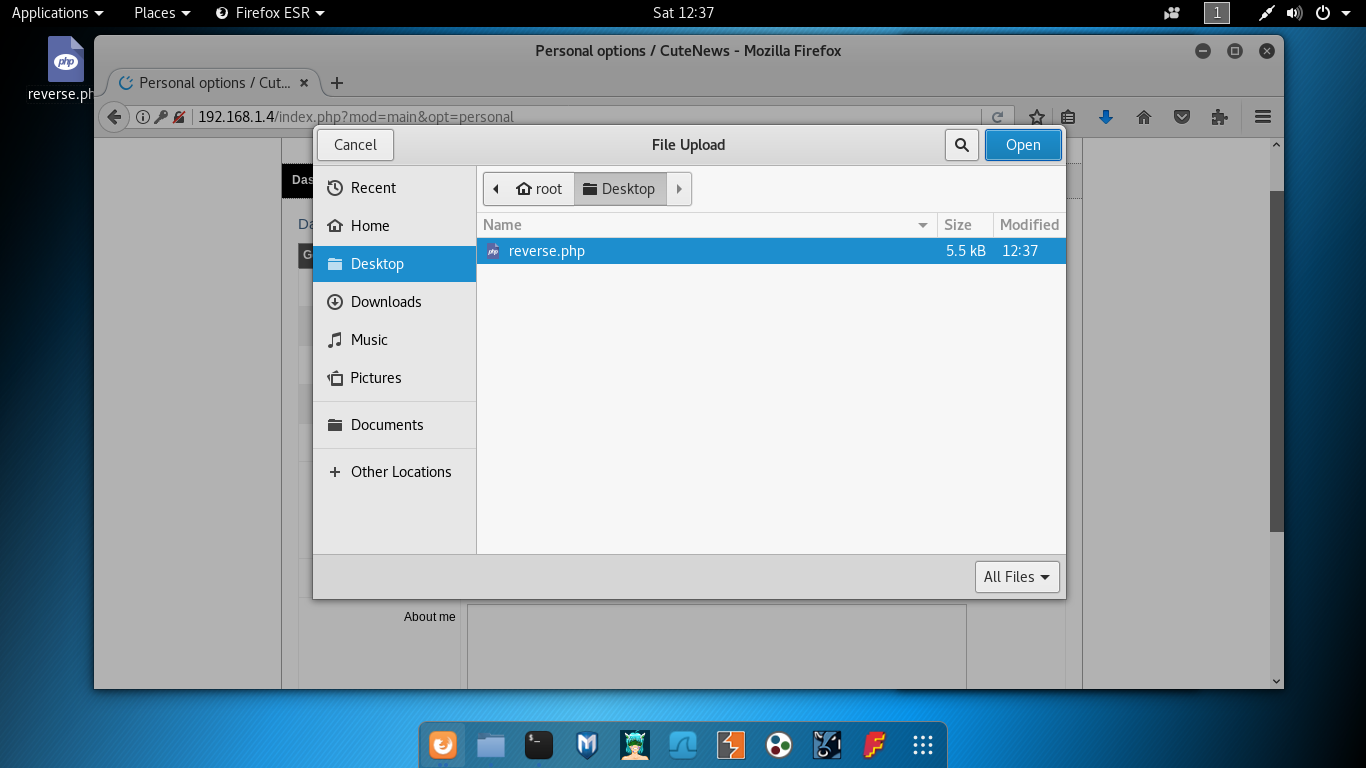 Applications Places Firefox ESR Sat 12:37 1
Personal options / CuteNews - Mozilla Firefox
php
reverse.ph
Personal options / Cut...
192.168.1.4/index.php?mod=main&opt=personal
Cancel File Upload Open
Das
Da
G
Recent
Home
Desktop
Downloads
Music
Pictures
Documents
Other Locations
root Desktop
Name Size Modified
php reverse.php 5.5 kB 12:37
All Files
About me
$_